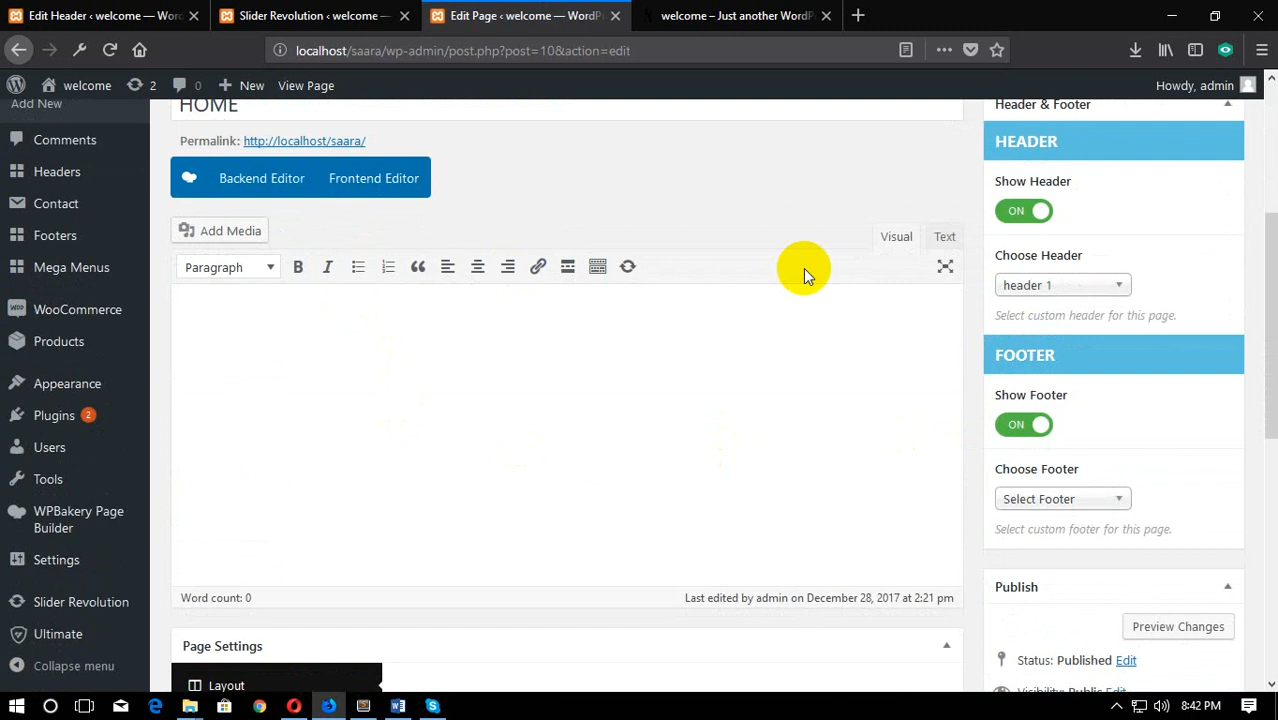 Edit Header ‹ welcome — Word
Slider Revolution ‹ welcome —
Edit Page ‹ welcome — WordP
welcome – Just another WordP
localhost/saara/wp-admin/post.php?post=10&action=edit
welcome
2
0
New
View Page
Howdy, admin
Add New
Comments
Headers
Contact
Footers
Mega Menus
WooCommerce
Products
Appearance
Plugins 2
Users
Tools
WPBakery Page
Builder
Settings
Slider Revolution
Ultimate
Collapse menu
HOME
Permalink: http://localhost/saara/
Backend Editor
Frontend Editor
Add Media
Visual
Text
Paragraph
Word count: 0
Last edited by admin on December 28, 2017 at 2:21 pm
Page Settings
Layout
Header & Footer
HEADER
Show Header
ON
Choose Header
header 1
Select custom header for this page.
FOOTER
Show Footer
ON
Choose Footer
Select Footer
Select custom footer for this page.
Publish
Preview Changes
Status: Published Edit
Visibility: Public Edit
8:42 PM